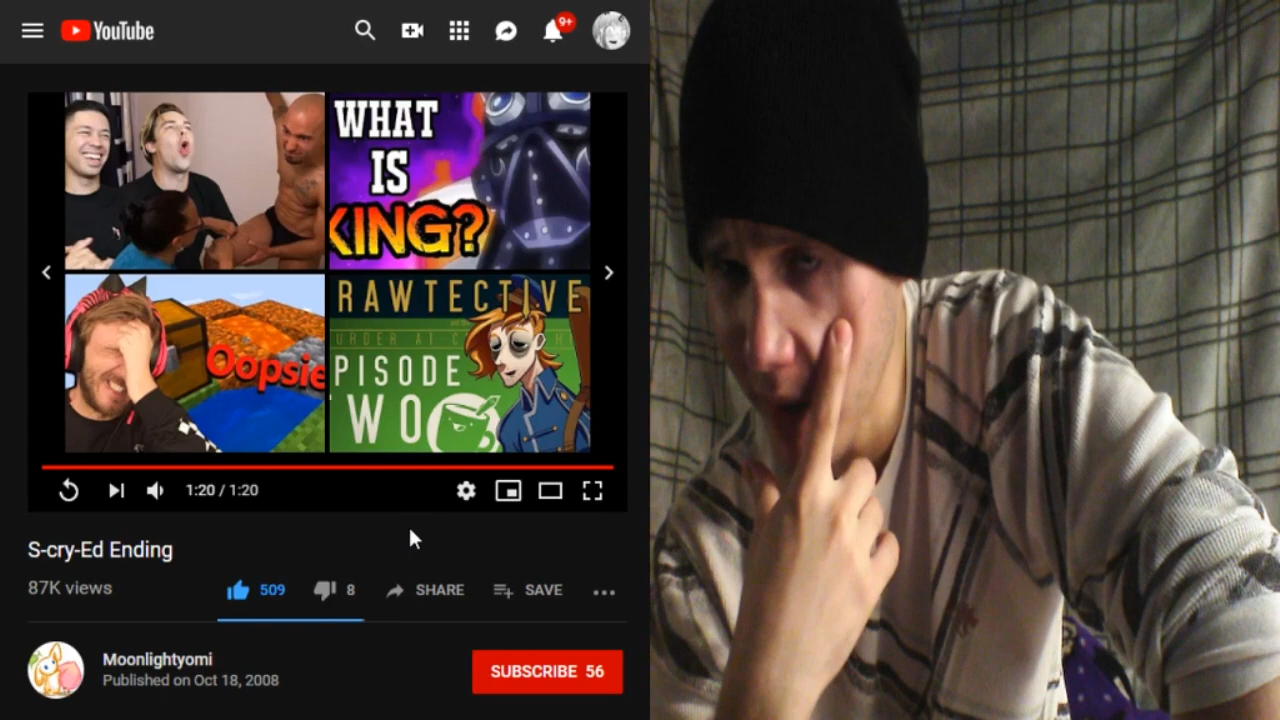 YouTube
9+
WHAT
IS
KING?
Oopsie
RAWTECTIVE
PISODE
WO
1:20 / 1:20
S-cry-Ed Ending
87K views
509
8
SHARE
SAVE
Moonlightyomi
Published on Oct 18, 2008
SUBSCRIBE 56